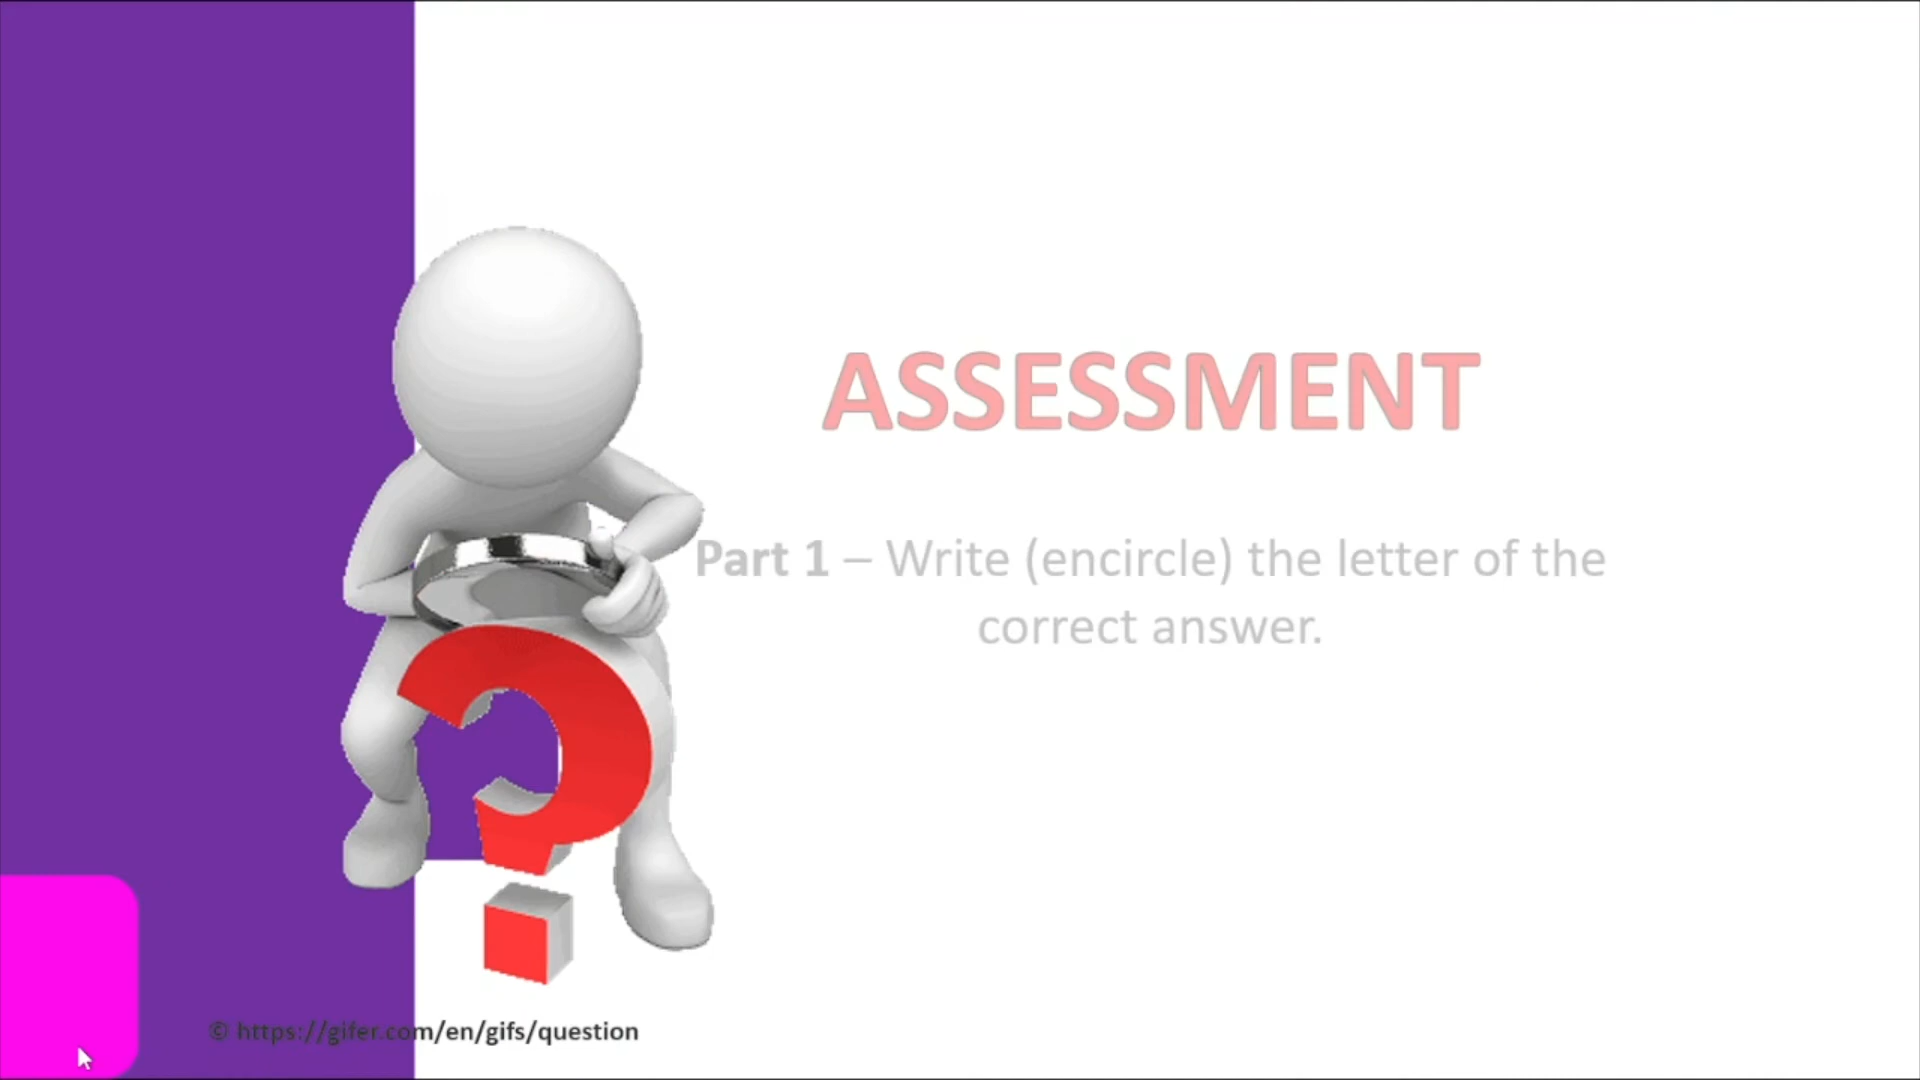 ASSESSMENT
Part 1 – Write (encircle) the letter of the
correct answer.
© https://gifer.com/en/gifs/question